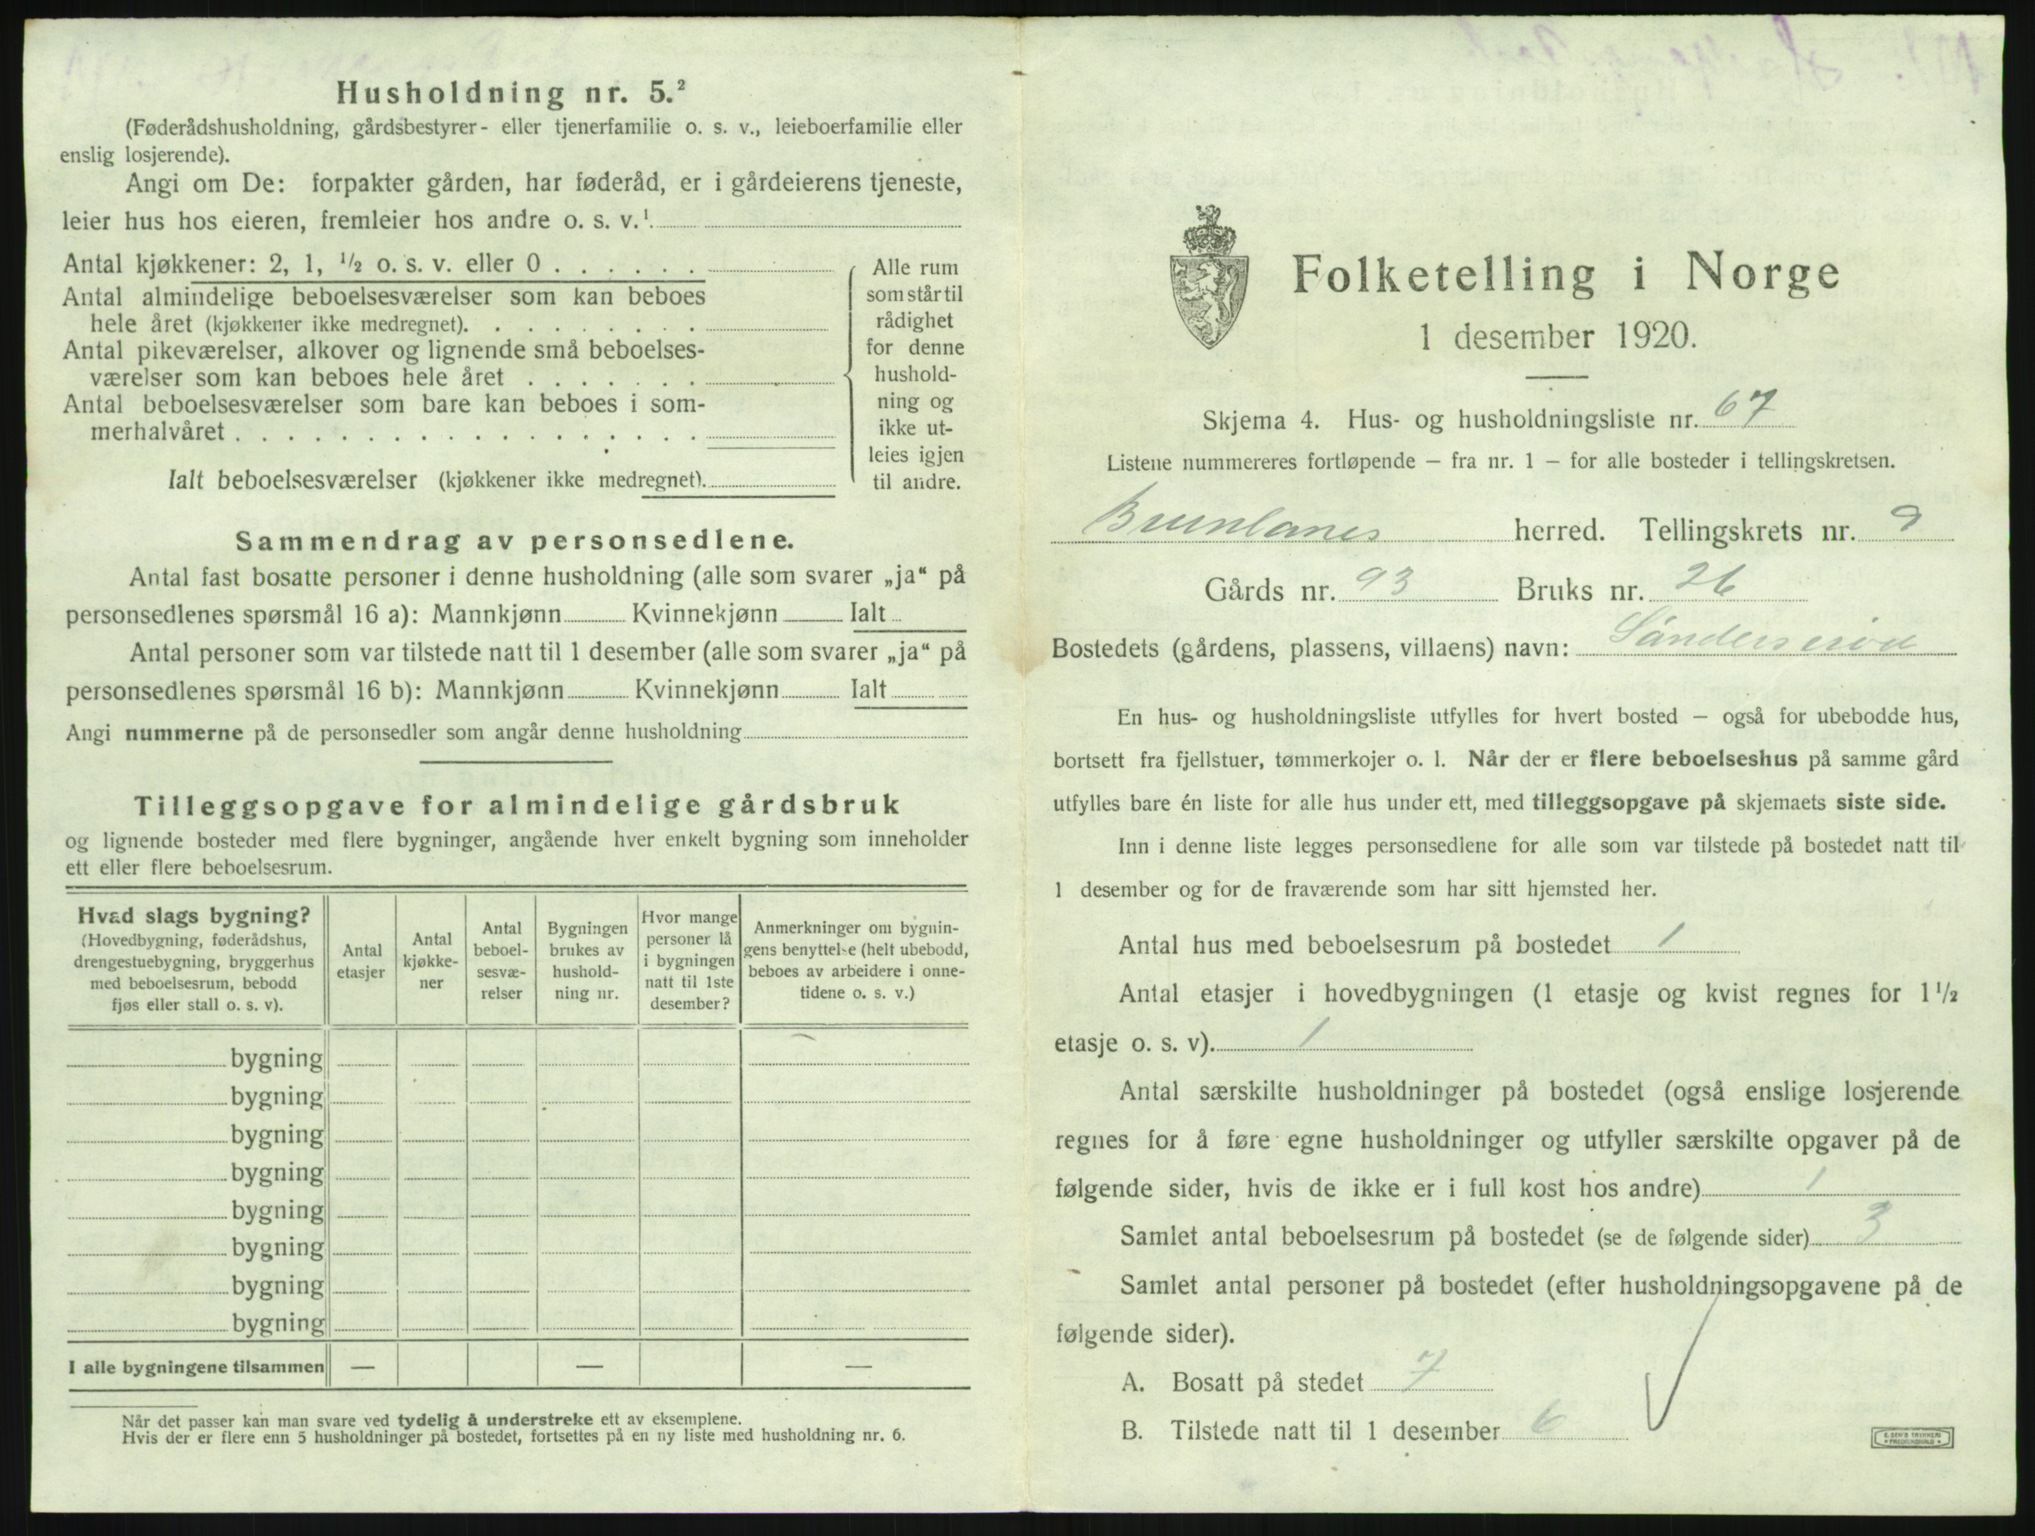 Husholdning nr. 5.²
(Føderådshusholdning, gårdsbestyrer- eller tjenerfamilie o. s. v., leieboerfamilie eller
enslig losjerende).
Angi om De: forpakter gården, har føderåd, er i gårdeierens tjeneste,
leier hus hos eieren, fremleier hos andre o. s. v.¹
Antal kjøkkener: 2, 1, ¹/₂ o. s. v. eller 0 . . . . . .
Antal almindelige beboelsesværelser som kan beboes
hele året (kjøkkener ikke medregnet). . . . . . . . .
Antal pikeværelser, alkover og lignende små beboelses-
værelser som kan beboes hele året . . . . . . .
Antal beboelsesværelser som bare kan beboes i som-
merhalvåret . . . . . . . . . . . . . . . . . .
Ialt beboelsesværelser (kjøkkener ikke medregnet).
Alle rum
som står til
rådighet
for denne
hushold-
ning og
ikke ut-
leies igjen
til andre.
Sammendrag av personsedlene.
Antal fast bosatte personer i denne husholdning (alle som svarer „ja“ på
personsedlenes spørsmål 16 a): Mannkjønn Kvinnekjønn Ialt
Antal personer som var tilstede natt til 1 desember (alle som svarer „ja“ på
personsedlenes spørsmål 16 b): Mannkjønn Kvinnekjønn Ialt
Angi nummerne på de personsedler som angår denne husholdning
Tilleggsopgave for almindelige gårdsbruk
og lignende bosteder med flere bygninger, angående hver enkelt bygning som inneholder
ett eller flere beboelsesrum.
Hvad slags bygning?
(Hovedbygning, føderådshus,
drengestuebygning, bryggerhus
med beboelsesrum, bebodd
fjøs eller stall o. s. v).
Antal
etasjer
Antal
kjøkke-
ner
Antal
beboel-
sesvæ-
relser
Bygningen
brukes av
hushold-
ning nr.
Hvor mange
personer lå
i bygningen
natt til 1ste
desember?
Anmerkninger om bygnin-
gens benyttelse (helt ubebodd,
beboes av arbeidere i onne-
tidene o. s. v.)
bygning
bygning
bygning
bygning
bygning
bygning
bygning
bygning
I alle bygningene tilsammen — — —
Når det passer kan man svare ved tydelig å understreke ett av eksemplene.
Hvis der er flere enn 5 husholdninger på bostedet, fortsettes på en ny liste med husholdning nr. 6.
Folketelling i Norge
1 desember 1920.
Skjema 4. Hus- og husholdningsliste nr. 67
Listene nummereres fortløpende — fra nr. 1 — for alle bosteder i tellingskretsen.
Brunlanes herred. Tellingskrets nr. 9
Gårds nr. 93 Bruks nr. 26
Bostedets (gårdens, plassens, villaens) navn: Sønderserød
En hus- og husholdningsliste utfylles for hvert bosted — også for ubebodde hus,
bortsett fra fjellstuer, tømmerkojer o. l. Når der er flere beboelseshus på samme gård
utfylles bare én liste for alle hus under ett, med tilleggsopgave på skjemaets siste side.
Inn i denne liste legges personsedlene for alle som var tilstede på bostedet natt til
1 desember og for de fraværende som har sitt hjemsted her.
Antal hus med beboelsesrum på bostedet 1
Antal etasjer i hovedbygningen (1 etasje og kvist regnes for 1¹/₂
etasje o. s. v). 1
Antal særskilte husholdninger på bostedet (også enslige losjerende
regnes for å føre egne husholdninger og utfyller særskilte opgaver på de
følgende sider, hvis de ikke er i full kost hos andre) 1
Samlet antal beboelsesrum på bostedet (se de følgende sider) 3
Samlet antal personer på bostedet (efter husholdningsopgavene på de
følgende sider).
A. Bosatt på stedet 7
B. Tilstede natt til 1 desember 6